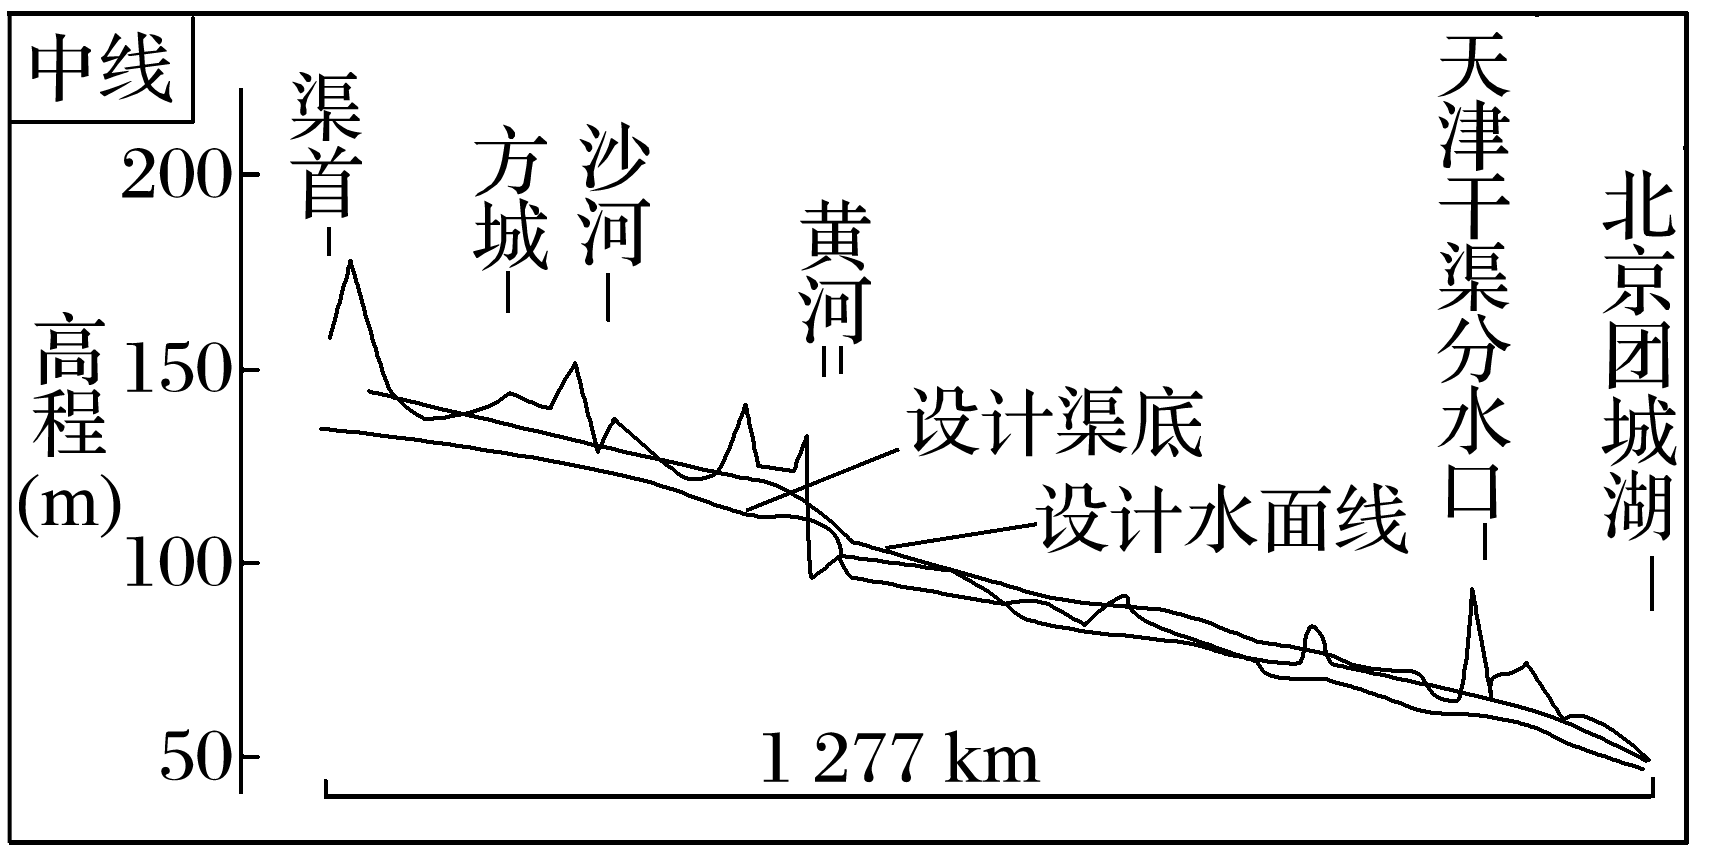 中线
渠首
方城
沙河
黄河
天津干渠分水口
北京团城湖
高程
(m)
200
150
100
50
设计渠底
设计水面线
1 277 km